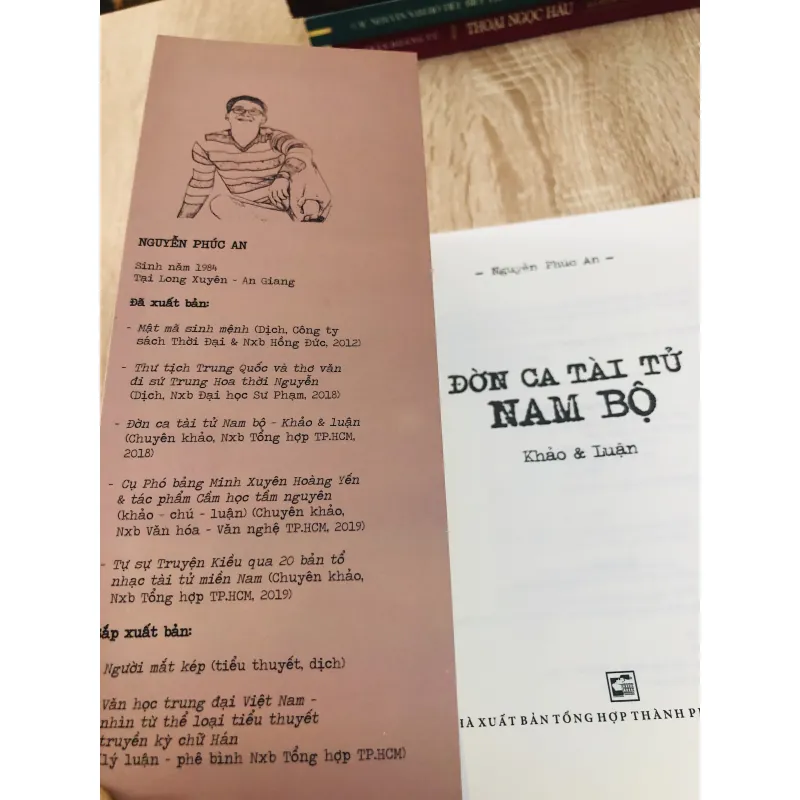 THOẠI NGỌC HẦU
NGUYỄN PHÚC AN
Sinh năm 1984
Tại Long Xuyên - An Giang
Đã xuất bản:
- Mật mã sinh mệnh (Dịch, Công ty
sách Thời Đại & Nxb Hồng Đức, 2012)
- Thư tịch Trung Quốc và thơ văn
đi sứ Trung Hoa thời Nguyễn
(Dịch, Nxb Đại học Sư Phạm, 2018)
- Đờn ca tài tử Nam bộ - Khảo & luận
(Chuyên khảo, Nxb Tổng hợp TP.HCM,
2018)
- Cụ Phó bảng Minh Xuyên Hoàng Yến
& tác phẩm Cầm học tầm nguyên
(khảo - chú - luận) (Chuyên khảo,
Nxb Văn hóa - Văn nghệ TP.HCM, 2019)
- Tự sự Truyện Kiều qua 20 bản tổ
nhạc tài tử miền Nam (Chuyên khảo,
Nxb Tổng hợp TP.HCM, 2019)
Sắp xuất bản:
Người mắt kép (tiểu thuyết, dịch)
Văn học trung đại Việt Nam -
nhìn từ thể loại tiểu thuyết
truyền kỳ chữ Hán
(lý luận - phê bình Nxb Tổng hợp TP.HCM)
- Nguyễn Phúc An -
ĐỜN CA TÀI TỬ
NAM BỘ
Khảo & Luận
HÀ XUẤT BẢN TỔNG HỢP THÀNH PH